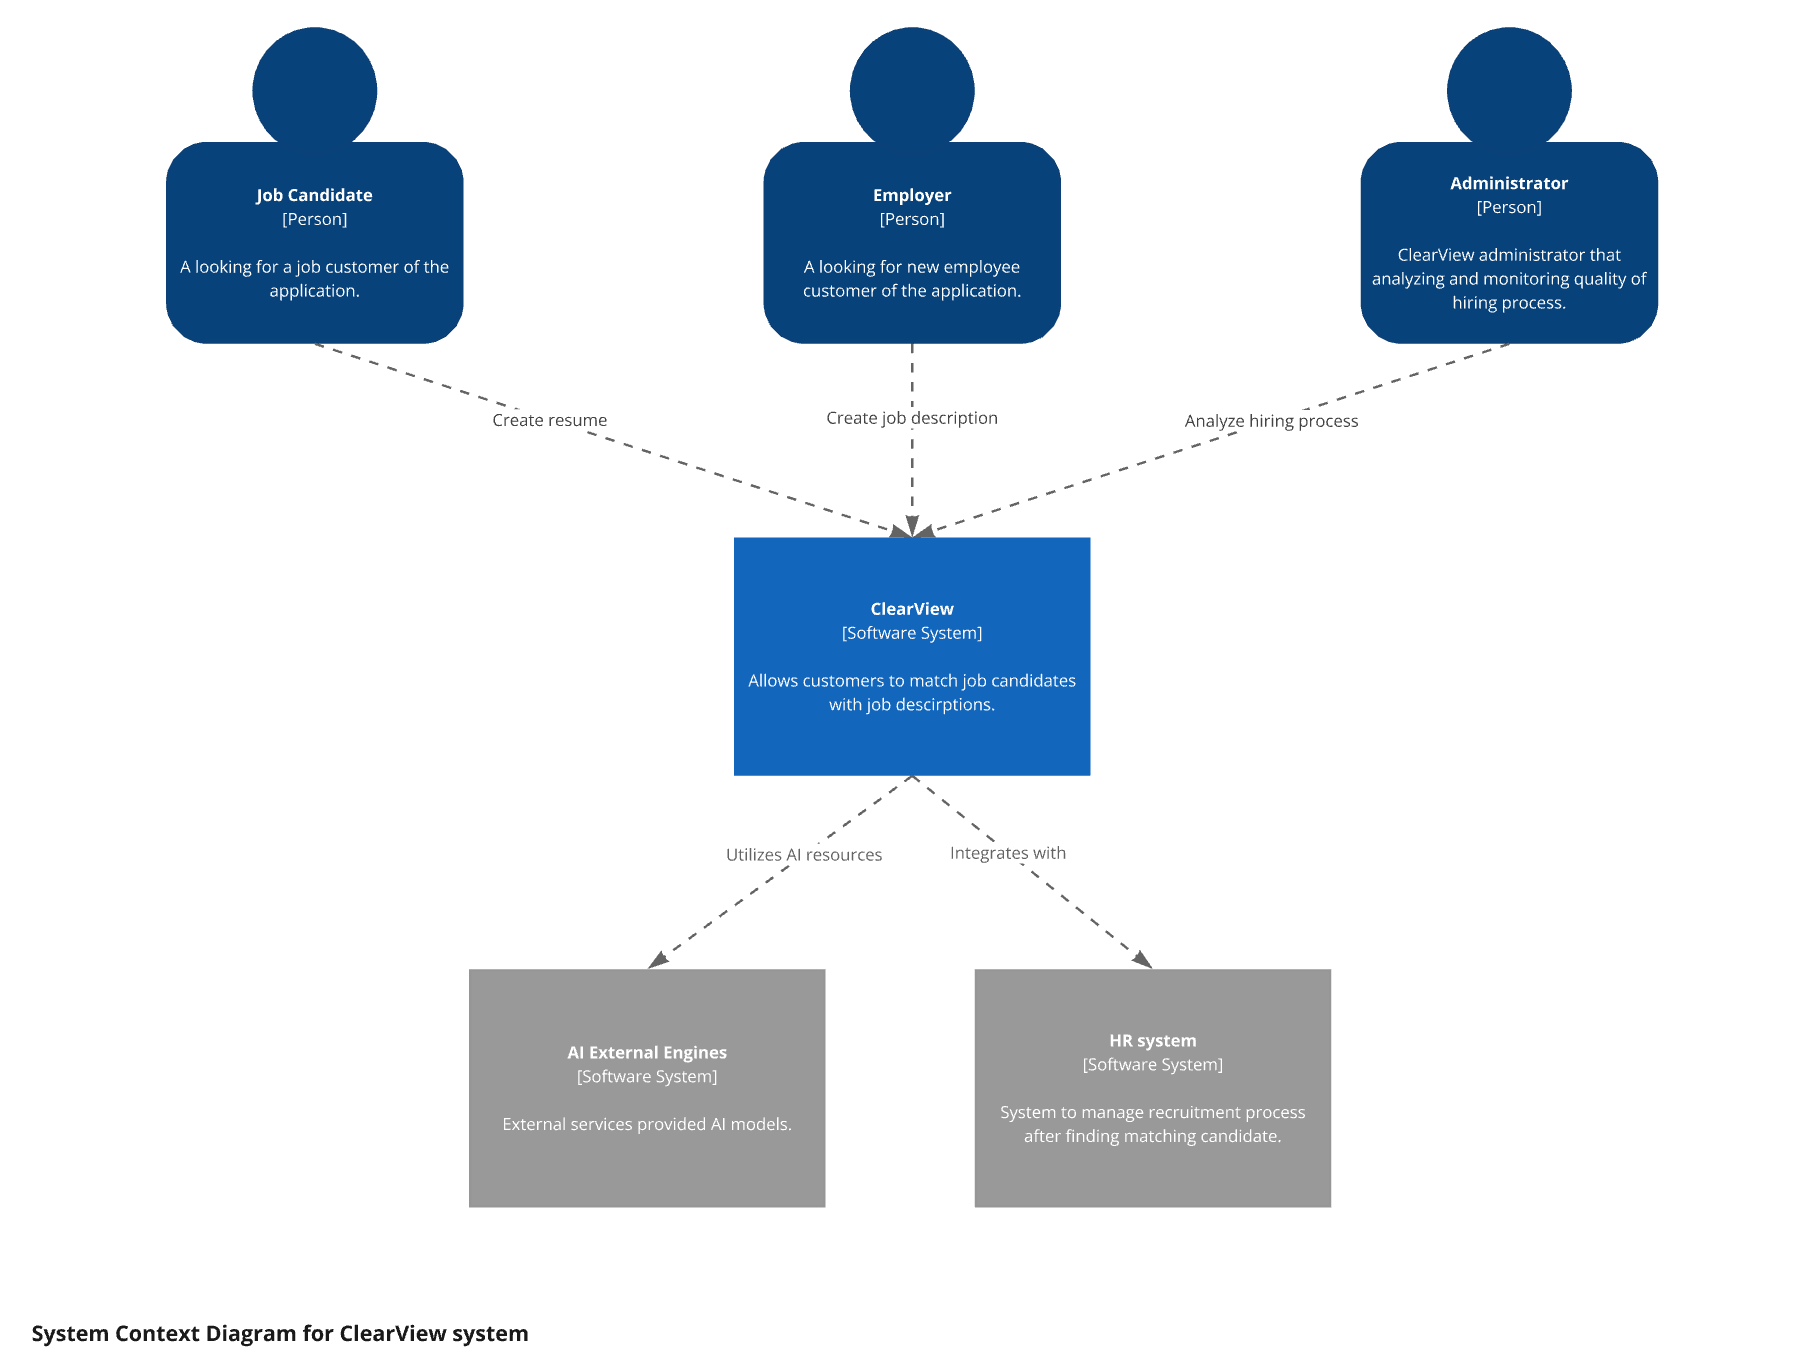 Job Candidate
[Person]
A looking for a job customer of the
application.
Employer
[Person]
A looking for new employee
customer of the application.
Administrator
[Person]
ClearView administrator that
analyzing and monitoring quality of
hiring process.
Create resume
Create job description
Analyze hiring process
ClearView
[Software System]
Allows customers to match job candidates
with job descirptions.
Utilizes AI resources
Integrates with
AI External Engines
[Software System]
External services provided AI models.
HR system
[Software System]
System to manage recruitment process
after finding matching candidate.
System Context Diagram for ClearView system